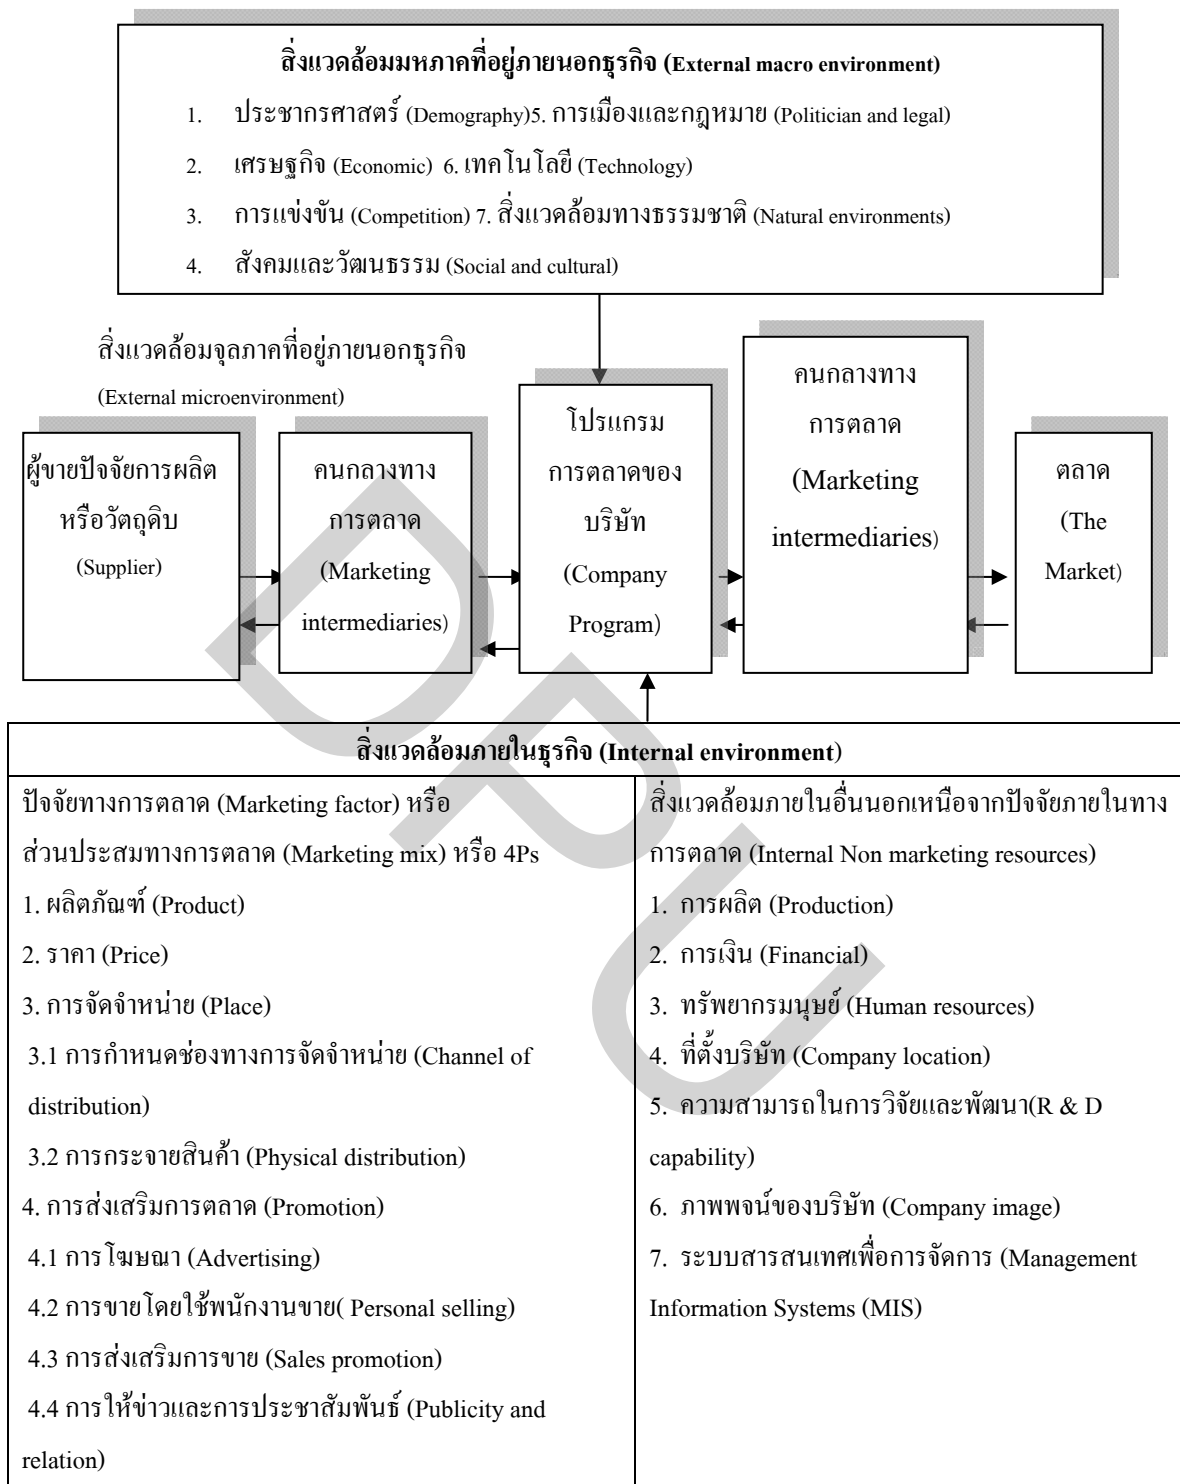 สิ่งแวดล้อมมหภาคที่อยู่ภายนอกธุรกิจ (External macro environment)
1. ประชากรศาสตร์ (Demography)5. การเมืองและกฎหมาย (Politician and legal)
2. เศรษฐกิจ (Economic) 6. เทคโนโลยี (Technology)
3. การแข่งขัน (Competition) 7. สิ่งแวดล้อมทางธรรมชาติ (Natural environments)
4. สังคมและวัฒนธรรม (Social and cultural)
สิ่งแวดล้อมจุลภาคที่อยู่ภายนอกธุรกิจ
(External microenvironment)
ผู้ขายปัจจัยการผลิต
หรือวัตถุดิบ
(Supplier)
คนกลางทาง
การตลาด
(Marketing
intermediaries)
โปรแกรม
การตลาดของ
บริษัท
(Company
Program)
คนกลางทาง
การตลาด
(Marketing
intermediaries)
ตลาด
(The
Market)
สิ่งแวดล้อมภายในธุรกิจ (Internal environment)
ปัจจัยทางการตลาด (Marketing factor) หรือ
ส่วนประสมทางการตลาด (Marketing mix) หรือ 4Ps
1. ผลิตภัณฑ์ (Product)
2. ราคา (Price)
3. การจัดจำหน่าย (Place)
3.1 การกำหนดช่องทางการจัดจำหน่าย (Channel of
distribution)
3.2 การกระจายสินค้า (Physical distribution)
4. การส่งเสริมการตลาด (Promotion)
4.1 การโฆษณา (Advertising)
4.2 การขายโดยใช้พนักงานขาย( Personal selling)
4.3 การส่งเสริมการขาย (Sales promotion)
4.4 การให้ข่าวและการประชาสัมพันธ์ (Publicity and
relation)
สิ่งแวดล้อมภายในอื่นนอกเหนือจากปัจจัยภายในทาง
การตลาด (Internal Non marketing resources)
1. การผลิต (Production)
2. การเงิน (Financial)
3. ทรัพยากรมนุษย์ (Human resources)
4. ที่ตั้งบริษัท (Company location)
5. ความสามารถในการวิจัยและพัฒนา(R & D
capability)
6. ภาพพจน์ของบริษัท (Company image)
7. ระบบสารสนเทศเพื่อการจัดการ (Management
Information Systems (MIS)
DPU